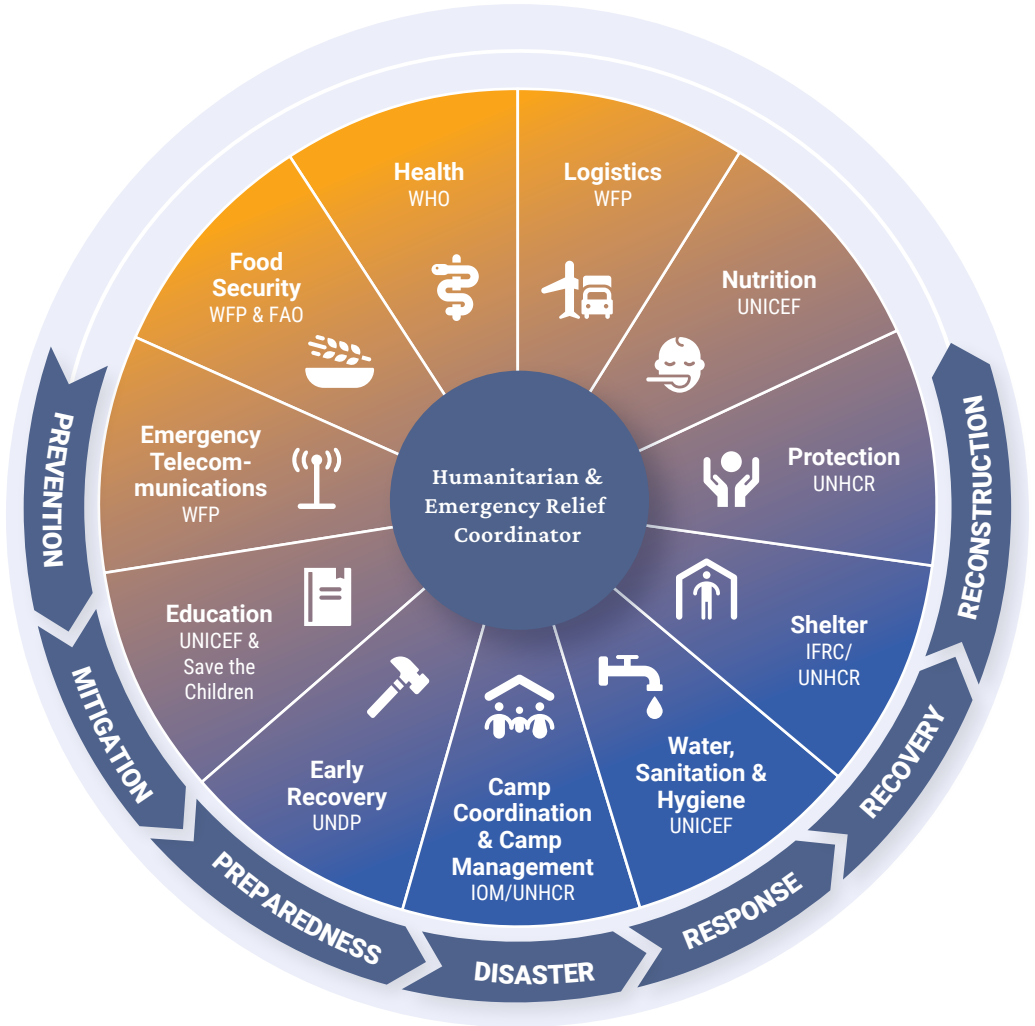 Health
WHO
Logistics
WFP
Nutrition
UNICEF
Protection
UNHCR
Shelter
IFRC/
UNHCR
Water,
Sanitation &
Hygiene
UNICEF
Camp
Coordination
& Camp
Management
IOM/UNHCR
Early
Recovery
UNDP
Education
UNICEF &
Save the
Children
Emergency
Telecom-
munications
WFP
Food
Security
WFP & FAO
Humanitarian &
Emergency Relief
Coordinator
PREVENTION
MITIGATION
PREPAREDNESS
DISASTER
RESPONSE
RECOVERY
RECONSTRUCTION